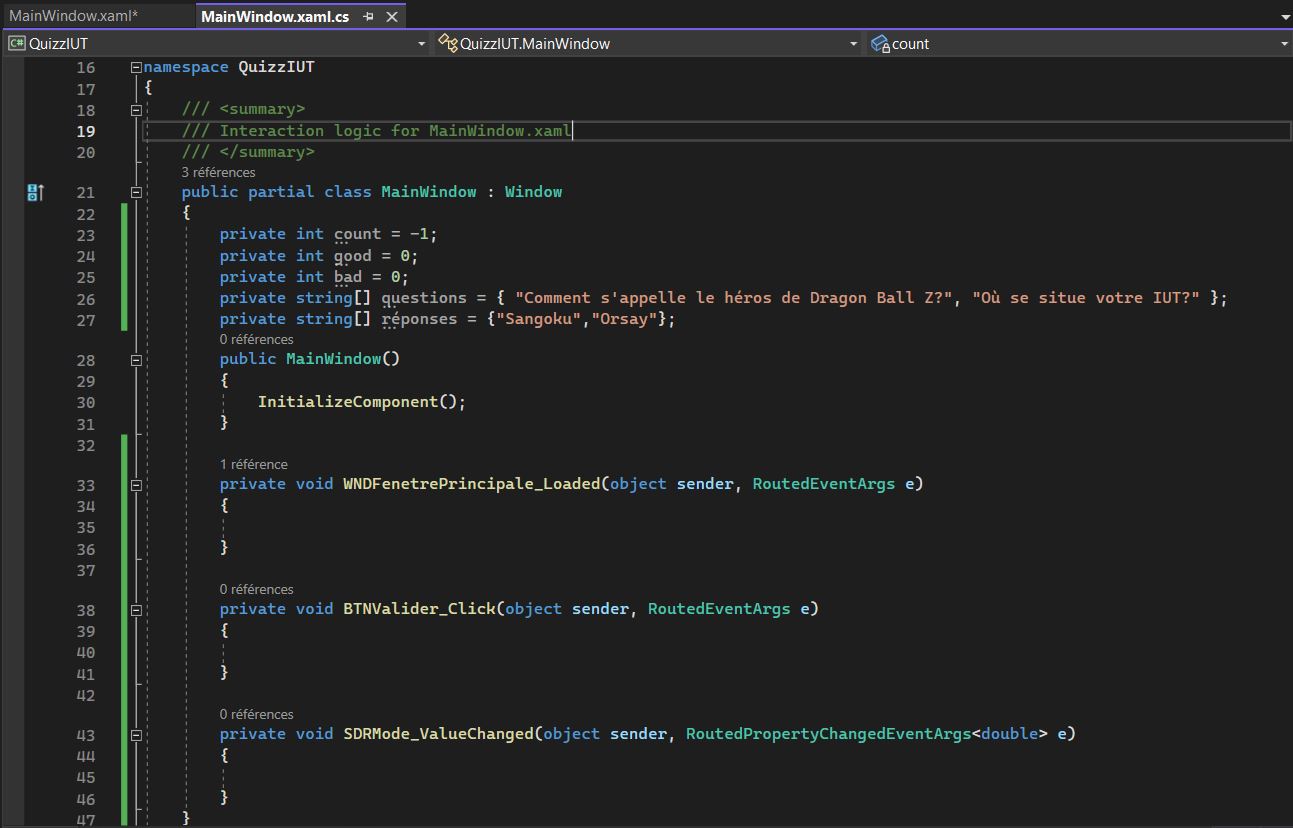 MainWindow.xaml* MainWindow.xaml.cs
C# QuizzIUT QuizzIUT.MainWindow count
16 namespace QuizzIUT
17 {
18 /// <summary>
19 /// Interaction logic for MainWindow.xaml
20 /// </summary>
3 références
21 public partial class MainWindow : Window
22 {
23 private int count = -1;
24 private int good = 0;
25 private int bad = 0;
26 private string[] questions = { "Comment s'appelle le héros de Dragon Ball Z?", "Où se situe votre IUT?" };
27 private string[] réponses = {"Sangoku","Orsay"};
0 références
28 public MainWindow()
29 {
30 InitializeComponent();
31 }
32
1 référence
33 private void WNDFenetrePrincipale_Loaded(object sender, RoutedEventArgs e)
34 {
35
36 }
37
0 références
38 private void BTNValider_Click(object sender, RoutedEventArgs e)
39 {
40
41 }
42
0 références
43 private void SDRMode_ValueChanged(object sender, RoutedPropertyChangedEventArgs<double> e)
44 {
45
46 }
47 }